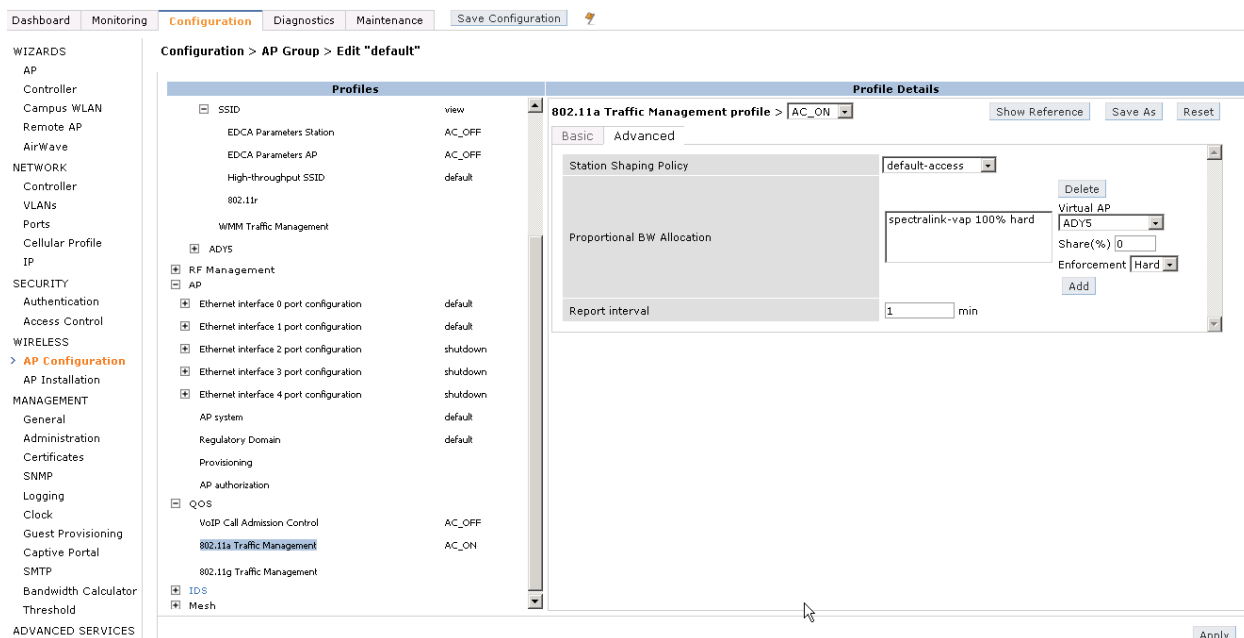 Dashboard Monitoring Configuration Diagnostics Maintenance Save Configuration
WIZARDS
AP
Controller
Campus WLAN
Remote AP
AirWave
NETWORK
Controller
VLANs
Ports
Cellular Profile
IP
SECURITY
Authentication
Access Control
WIRELESS
> AP Configuration
AP Installation
MANAGEMENT
General
Administration
Certificates
SNMP
Logging
Clock
Guest Provisioning
Captive Portal
SMTP
Bandwidth Calculator
Threshold
ADVANCED SERVICES
Configuration > AP Group > Edit "default"
Profiles
SSID view
EDCA Parameters Station AC_OFF
EDCA Parameters AP AC_OFF
High-throughput SSID default
802.11r
WMM Traffic Management
ADY5
RF Management
AP
Ethernet interface 0 port configuration default
Ethernet interface 1 port configuration default
Ethernet interface 2 port configuration shutdown
Ethernet interface 3 port configuration shutdown
Ethernet interface 4 port configuration shutdown
AP system default
Regulatory Domain default
Provisioning
AP authorization
QOS
VoIP Call Admission Control AC_OFF
802.11a Traffic Management AC_ON
802.11g Traffic Management
IDS
Mesh
Profile Details
802.11a Traffic Management profile > AC_ON Show Reference Save As Reset
Basic Advanced
Station Shaping Policy default-access
Proportional BW Allocation
spectralink-vap 100% hard
Delete
Virtual AP
ADY5
Share(%) 0
Enforcement Hard
Add
Report interval 1 min
Apply